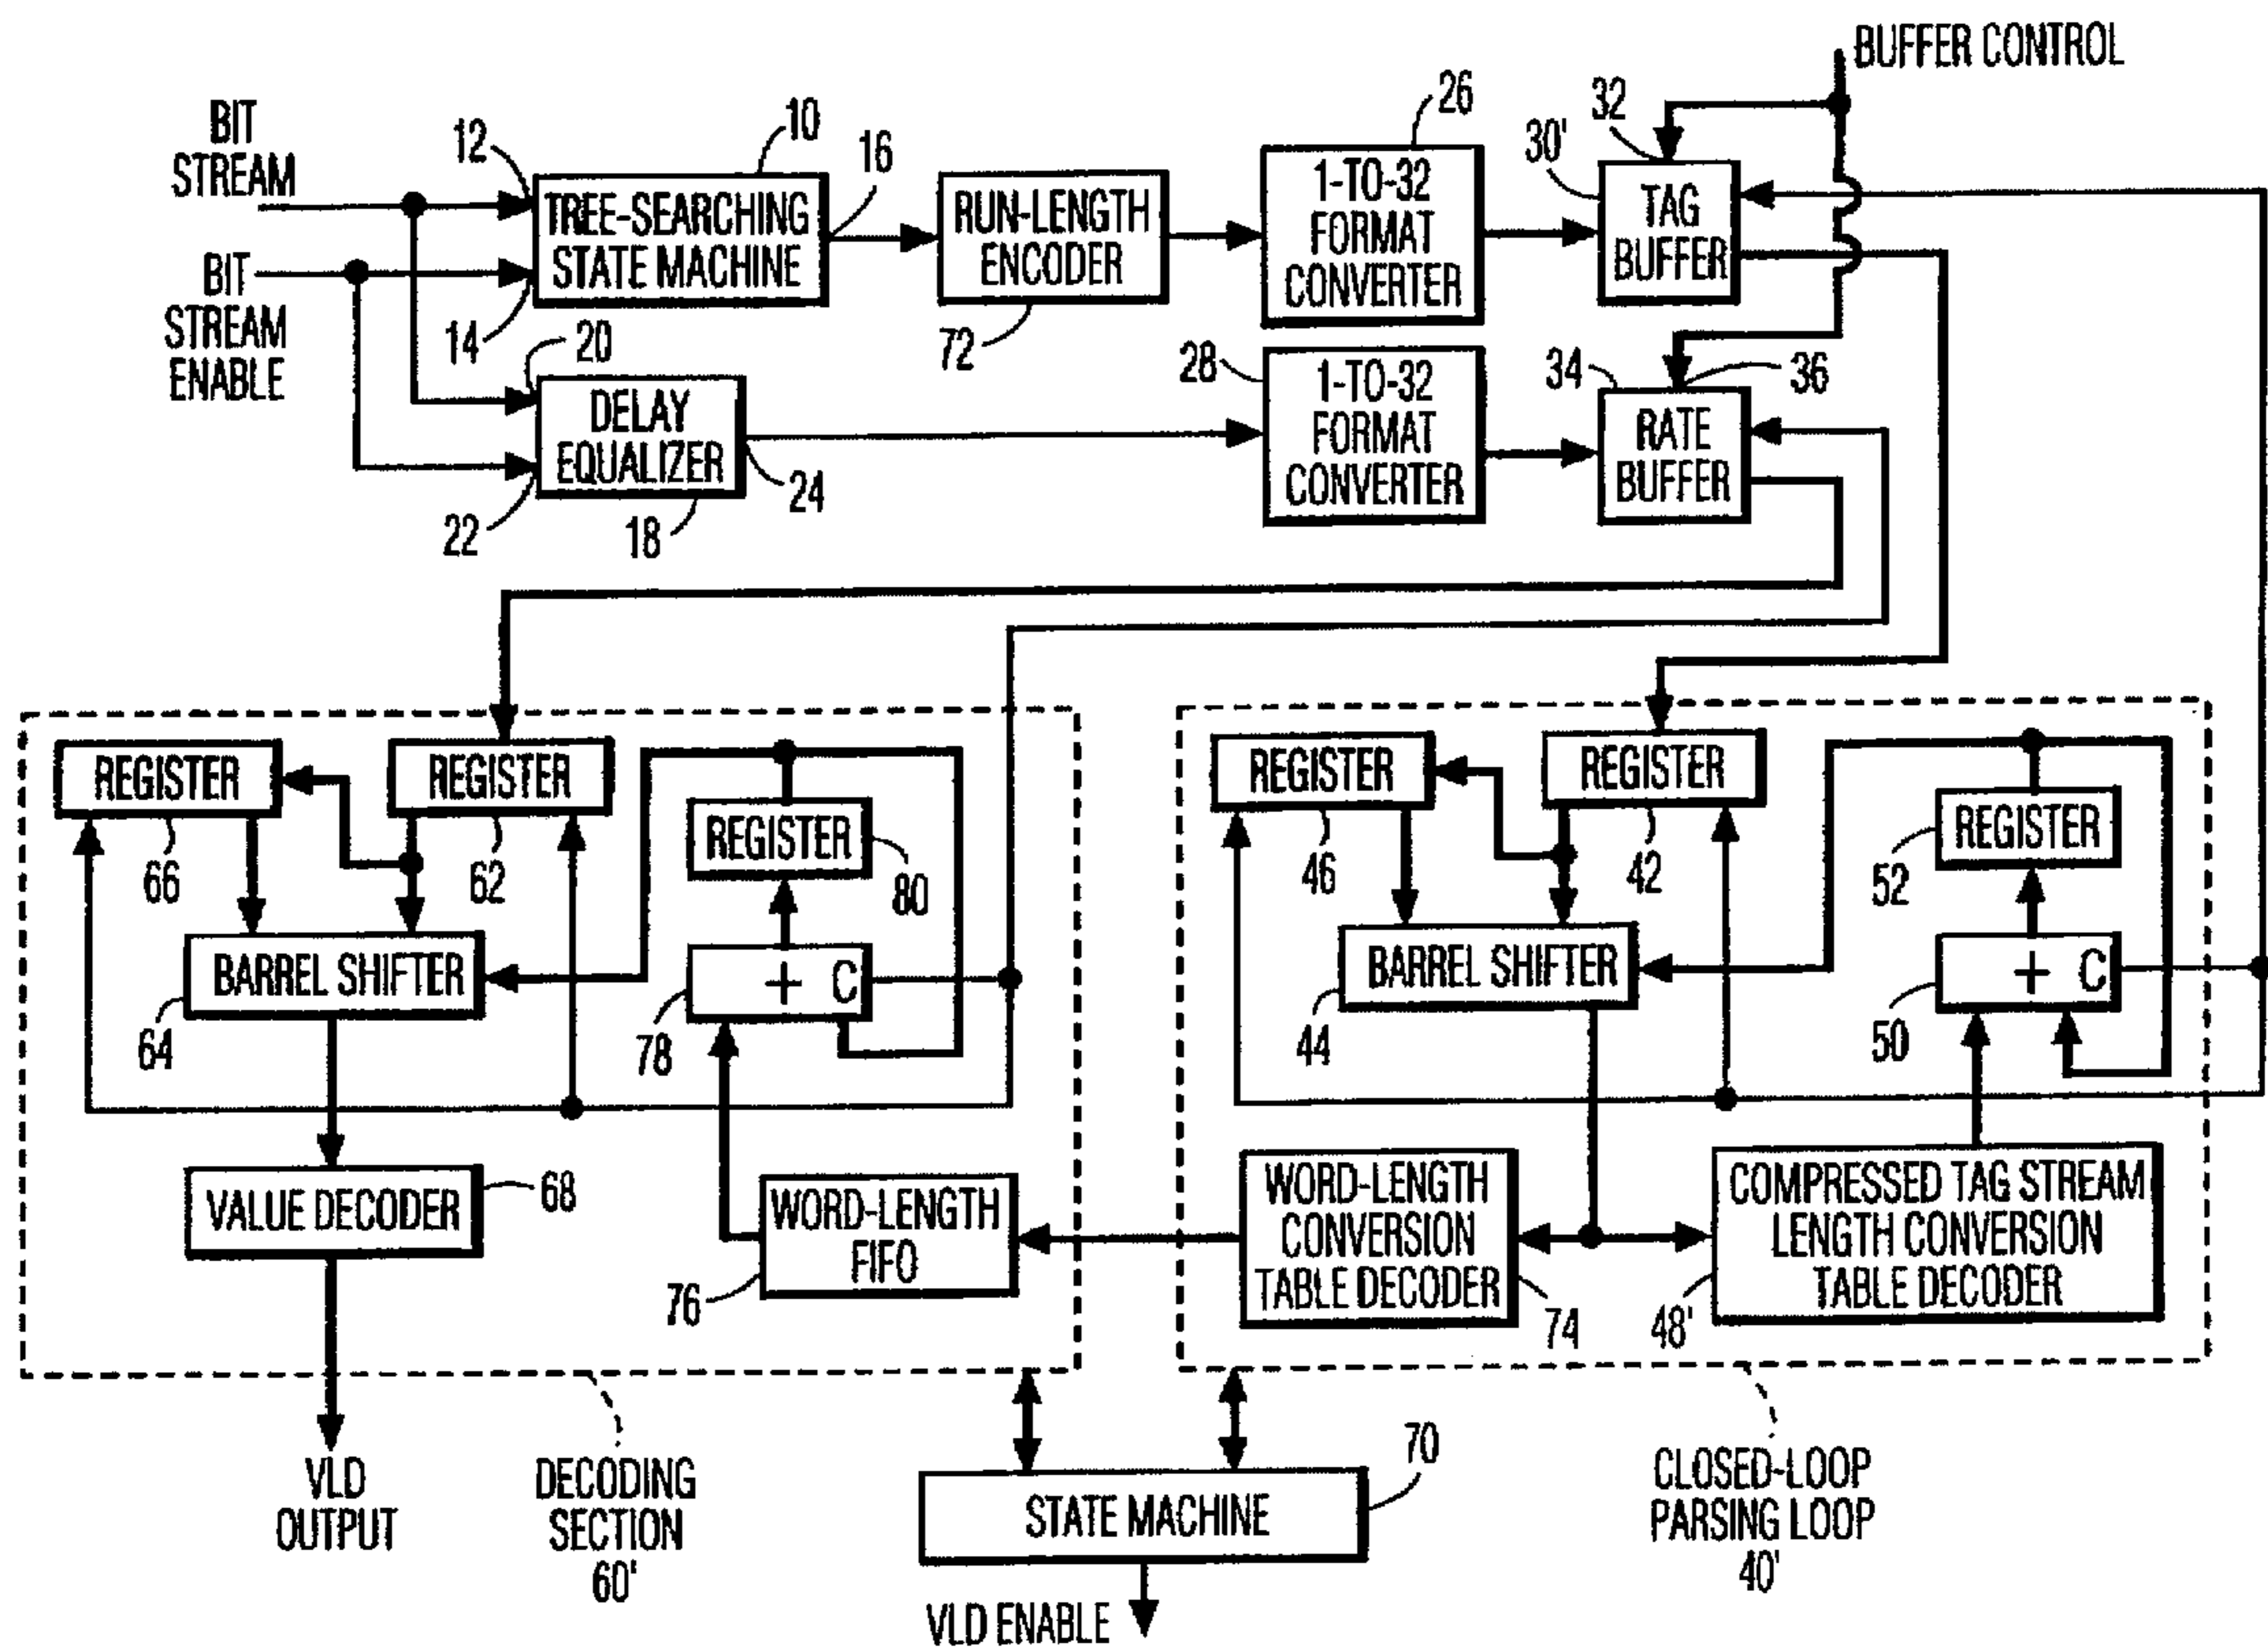 BUFFER CONTROL
BIT
STREAM
12
10
16
26
32
30'
TREE-SEARCHING
STATE MACHINE
RUN-LENGTH
ENCODER
1-TO-32
FORMAT
CONVERTER
TAG
BUFFER
BIT
STREAM
ENABLE
14
20
72
28
34
36
DELAY
EQUALIZER
1-TO-32
FORMAT
CONVERTER
RATE
BUFFER
22
18
24
REGISTER
REGISTER
REGISTER
REGISTER
66
62
REGISTER
80
46
42
REGISTER
52
BARREL SHIFTER
+ C
BARREL SHIFTER
+ C
64
78
44
50
VALUE DECODER
68
WORD-LENGTH
FIFO
76
WORD-LENGTH
CONVERSION
TABLE DECODER
74
COMPRESSED TAG STREAM
LENGTH CONVERSION
TABLE DECODER
48'
VLD
OUTPUT
DECODING
SECTION
60'
STATE MACHINE
70
CLOSED-LOOP
PARSING LOOP
40'
VLD ENABLE